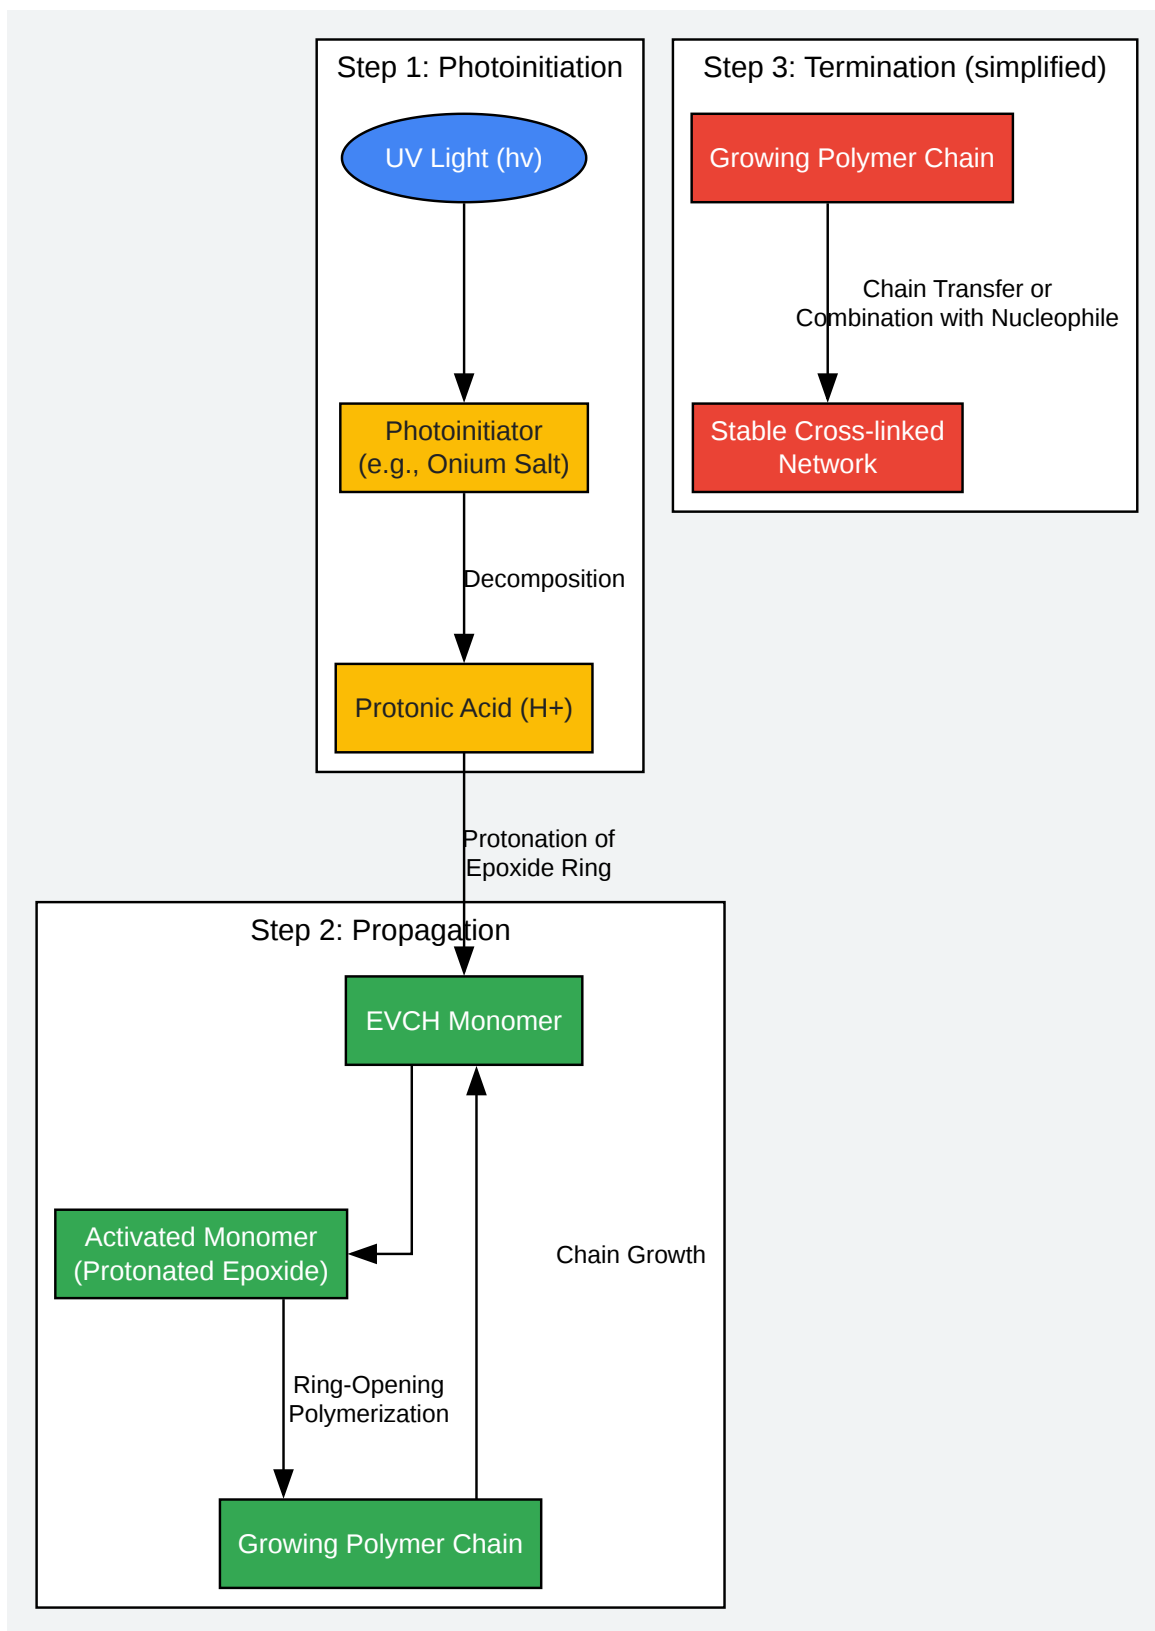 Step 1: Photoinitiation
UV Light (hv)
Photoinitiator
(e.g., Onium Salt)
Decomposition
Protonic Acid (H+)
Protonation of
Epoxide Ring
Step 2: Propagation
EVCH Monomer
Activated Monomer
(Protonated Epoxide)
Chain Growth
Ring-Opening
Polymerization
Growing Polymer Chain
Step 3: Termination (simplified)
Growing Polymer Chain
Chain Transfer or
Combination with Nucleophile
Stable Cross-linked
Network